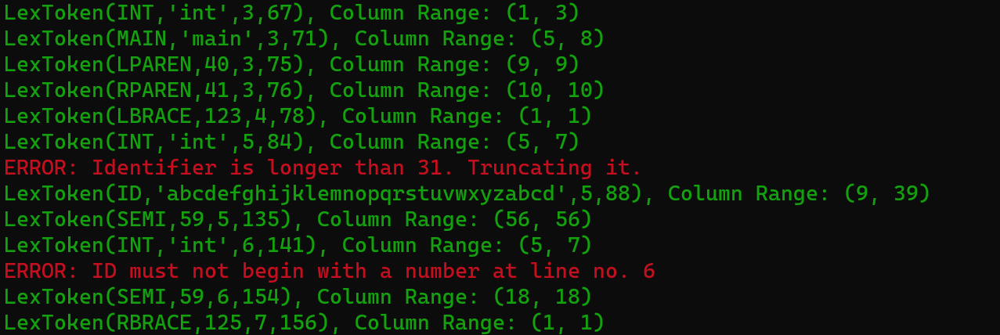 LexToken(INT,'int',3,67), Column Range: (1, 3)
LexToken(MAIN,'main',3,71), Column Range: (5, 8)
LexToken(LPAREN,40,3,75), Column Range: (9, 9)
LexToken(RPAREN,41,3,76), Column Range: (10, 10)
LexToken(LBRACE,123,4,78), Column Range: (1, 1)
LexToken(INT,'int',5,84), Column Range: (5, 7)
ERROR: Identifier is longer than 31. Truncating it.
LexToken(ID,'abcdefghijklemnopqrstuvwxyzabcd',5,88), Column Range: (9, 39)
LexToken(SEMI,59,5,135), Column Range: (56, 56)
LexToken(INT,'int',6,141), Column Range: (5, 7)
ERROR: ID must not begin with a number at line no. 6
LexToken(SEMI,59,6,154), Column Range: (18, 18)
LexToken(RBRACE,125,7,156), Column Range: (1, 1)